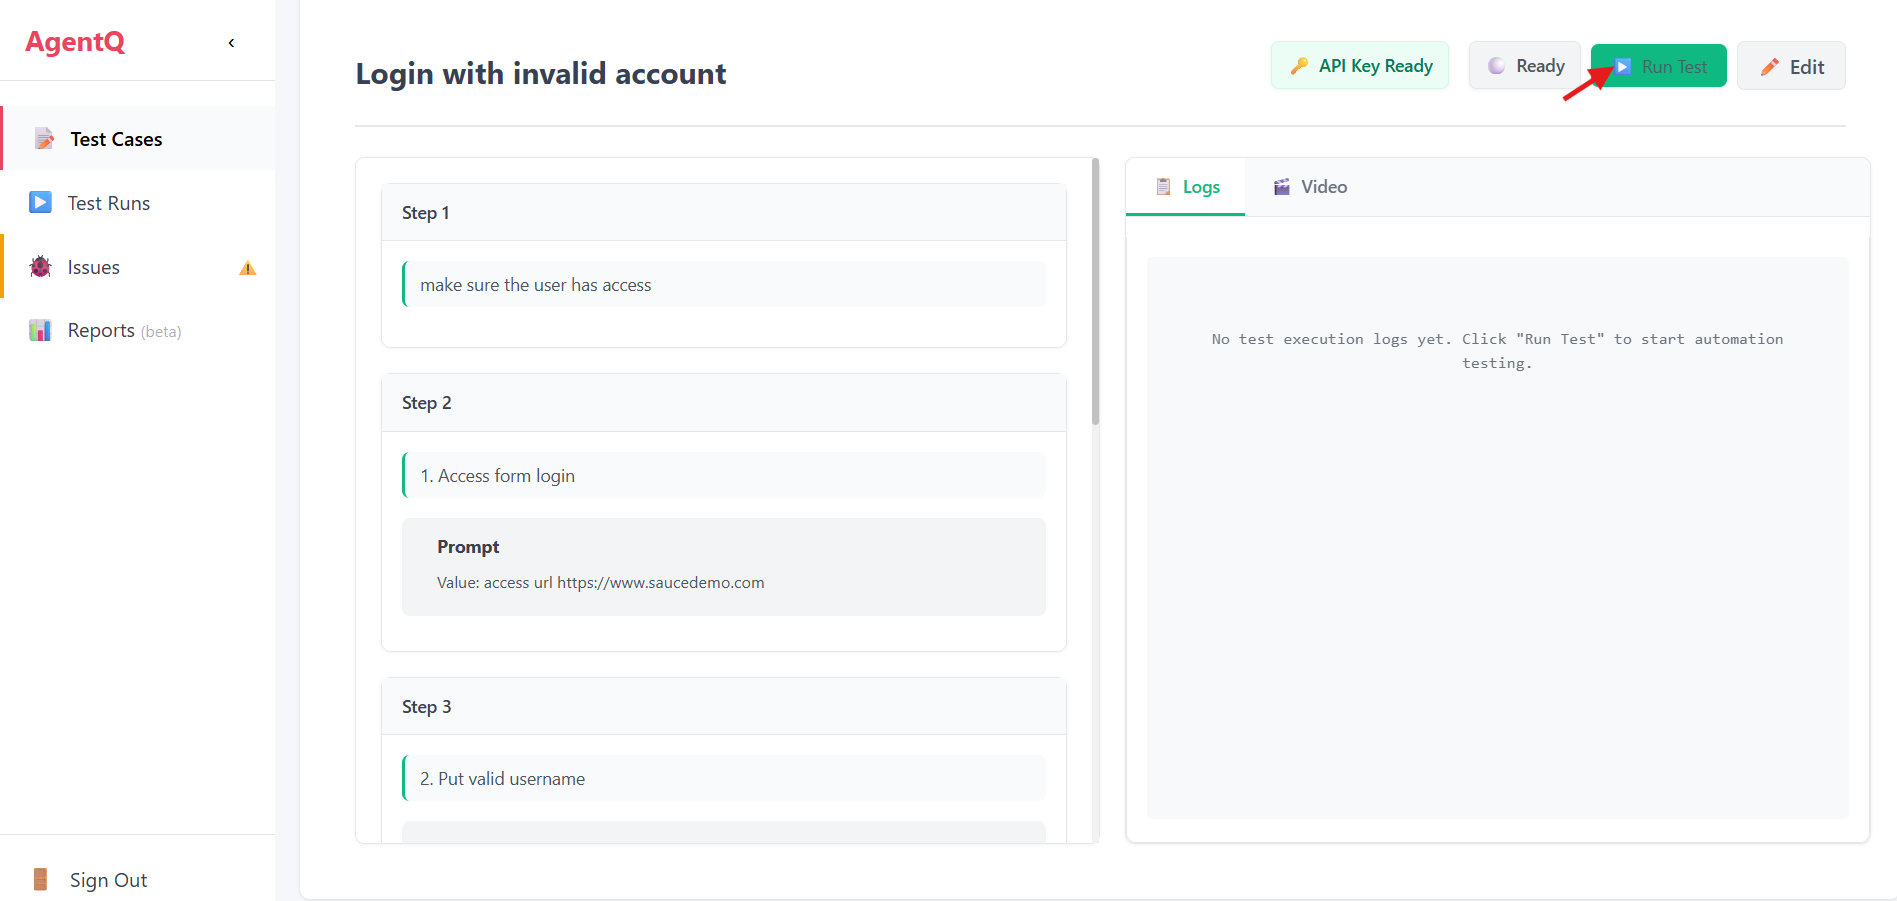 AgentQ
‹
Test Cases
Test Runs
Issues
Reports (beta)
Sign Out
Login with invalid account
API Key Ready
Ready
Run Test
Edit
Step 1
make sure the user has access
Step 2
1. Access form login
Prompt
Value: access url https://www.saucedemo.com
Step 3
2. Put valid username
Logs
Video
No test execution logs yet. Click "Run Test" to start automation
testing.